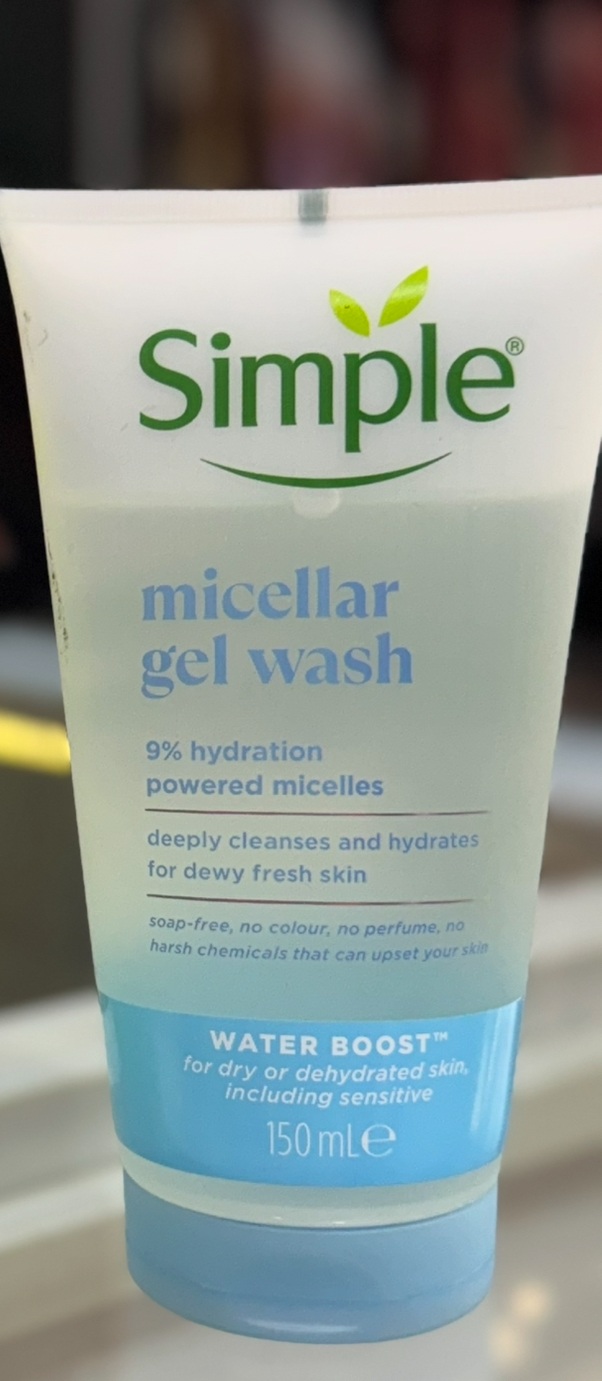 Simple®
micellar
gel wash
9% hydration
powered micelles
deeply cleanses and hydrates
for dewy fresh skin
soap-free, no colour, no perfume, no
harsh chemicals that can upset your skin
WATER BOOST™
for dry or dehydrated skin,
including sensitive
150 mL℮